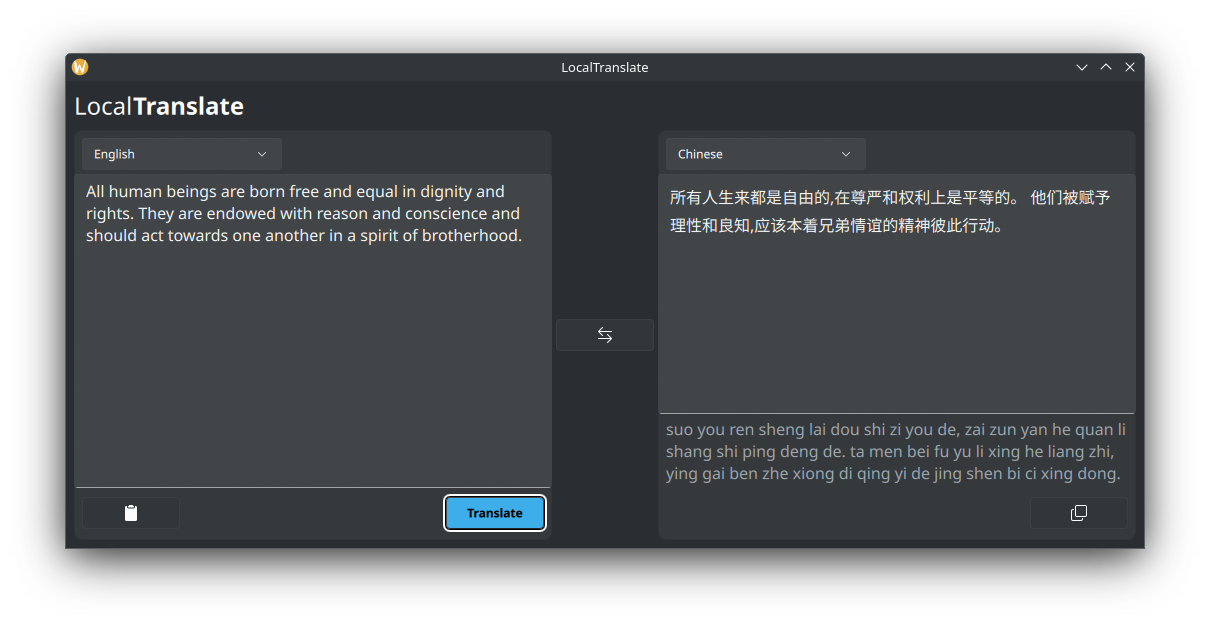 LocalTranslate
LocalTranslate
English
All human beings are born free and equal in dignity and
rights. They are endowed with reason and conscience and
should act towards one another in a spirit of brotherhood.
Translate
Chinese
所有人生来都是自由的,在尊严和权利上是平等的。 他们被赋予
理性和良知,应该本着兄弟情谊的精神彼此行动。
suo you ren sheng lai dou shi zi you de, zai zun yan he quan li
shang shi ping deng de. ta men bei fu yu li xing he liang zhi,
ying gai ben zhe xiong di qing yi de jing shen bi ci xing dong.